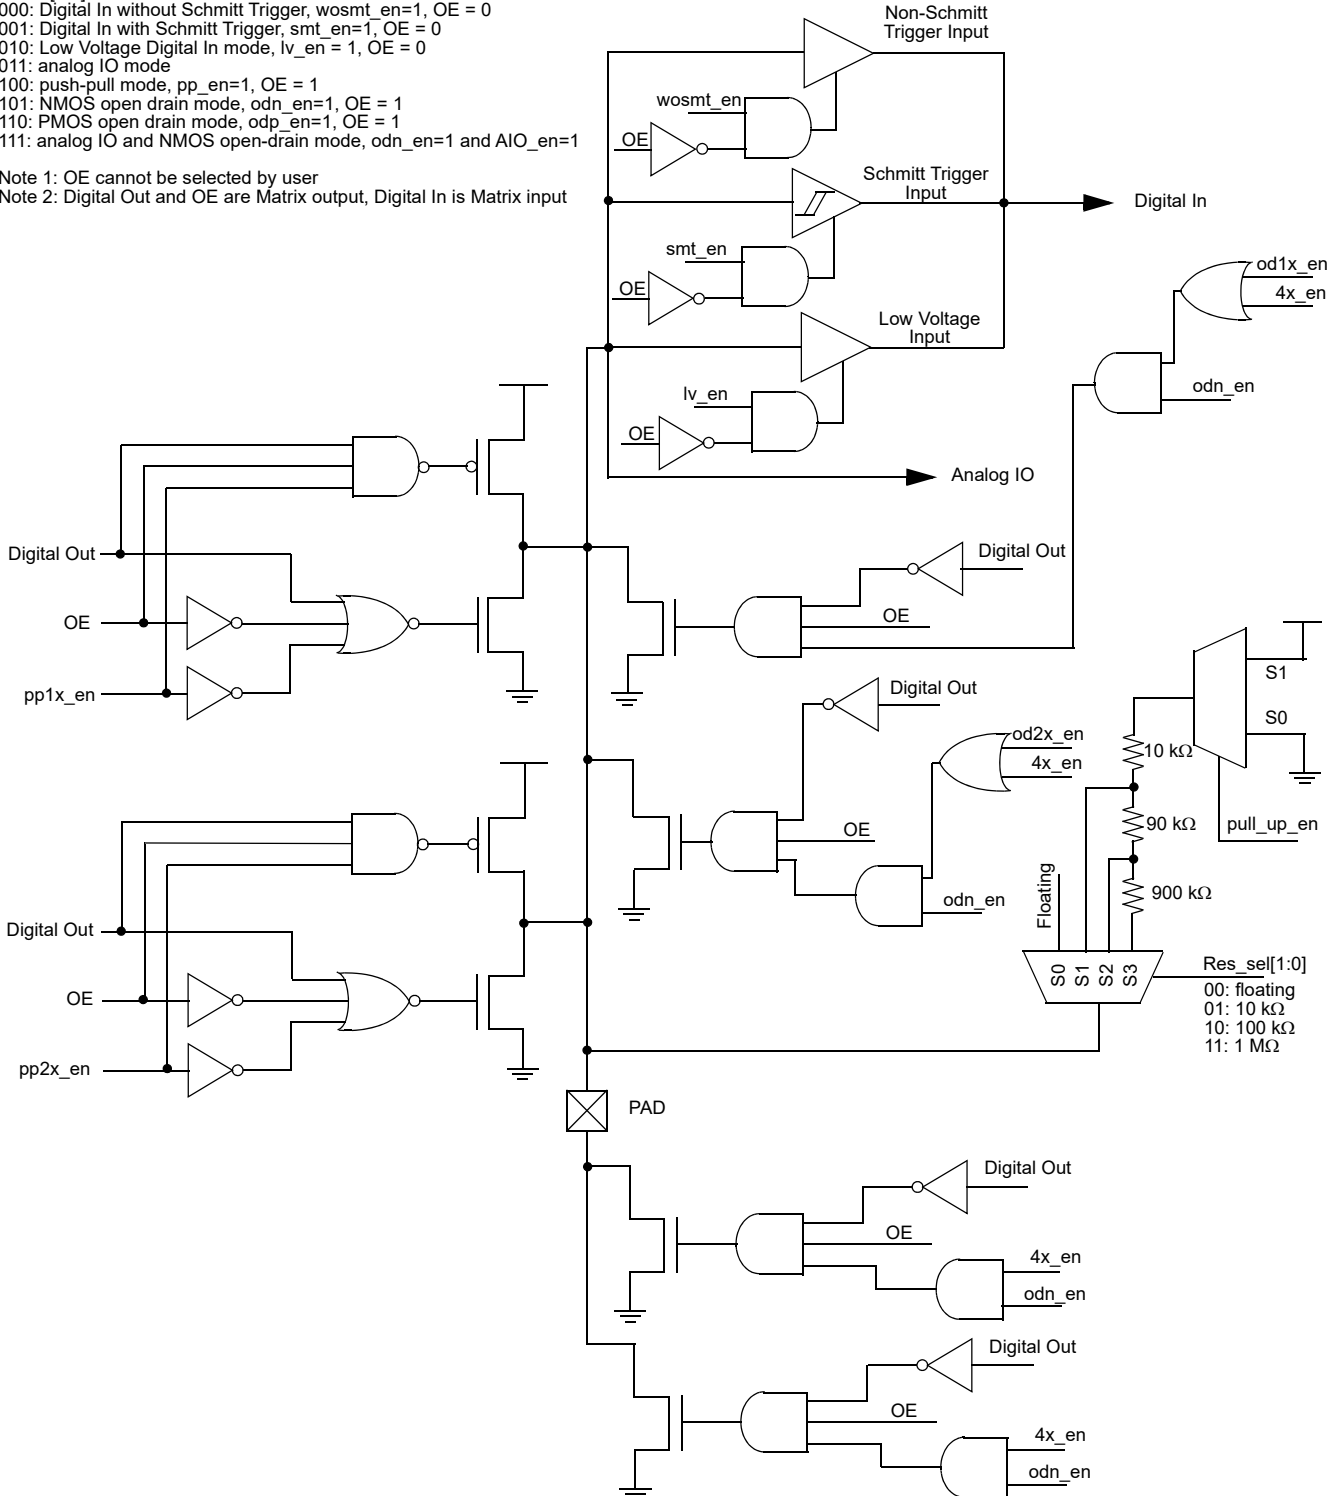 000: Digital In without Schmitt Trigger, wosmt_en=1, OE = 0
001: Digital In with Schmitt Trigger, smt_en=1, OE = 0
010: Low Voltage Digital In mode, lv_en = 1, OE = 0
011: analog IO mode
100: push-pull mode, pp_en=1, OE = 1
101: NMOS open drain mode, odn_en=1, OE = 1
110: PMOS open drain mode, odp_en=1, OE = 1
111: analog IO and NMOS open-drain mode, odn_en=1 and AIO_en=1
Note 1: OE cannot be selected by user
Note 2: Digital Out and OE are Matrix output, Digital In is Matrix input
Non-Schmitt
Trigger Input
wosmt_en
OE
Schmitt Trigger
Input
Digital In
smt_en
OE
Low Voltage
Input
lv_en
OE
Analog IO
od1x_en
4x_en
odn_en
Digital Out
OE
pp1x_en
Digital Out
OE
Digital Out
OE
od2x_en
4x_en
odn_en
S1
S0
pull_up_en
10 kΩ
90 kΩ
900 kΩ
Floating
S0
S1
S2
S3
Res_sel[1:0]
00: floating
01: 10 kΩ
10: 100 kΩ
11: 1 MΩ
Digital Out
OE
pp2x_en
PAD
Digital Out
OE
4x_en
odn_en
Digital Out
OE
4x_en
odn_en